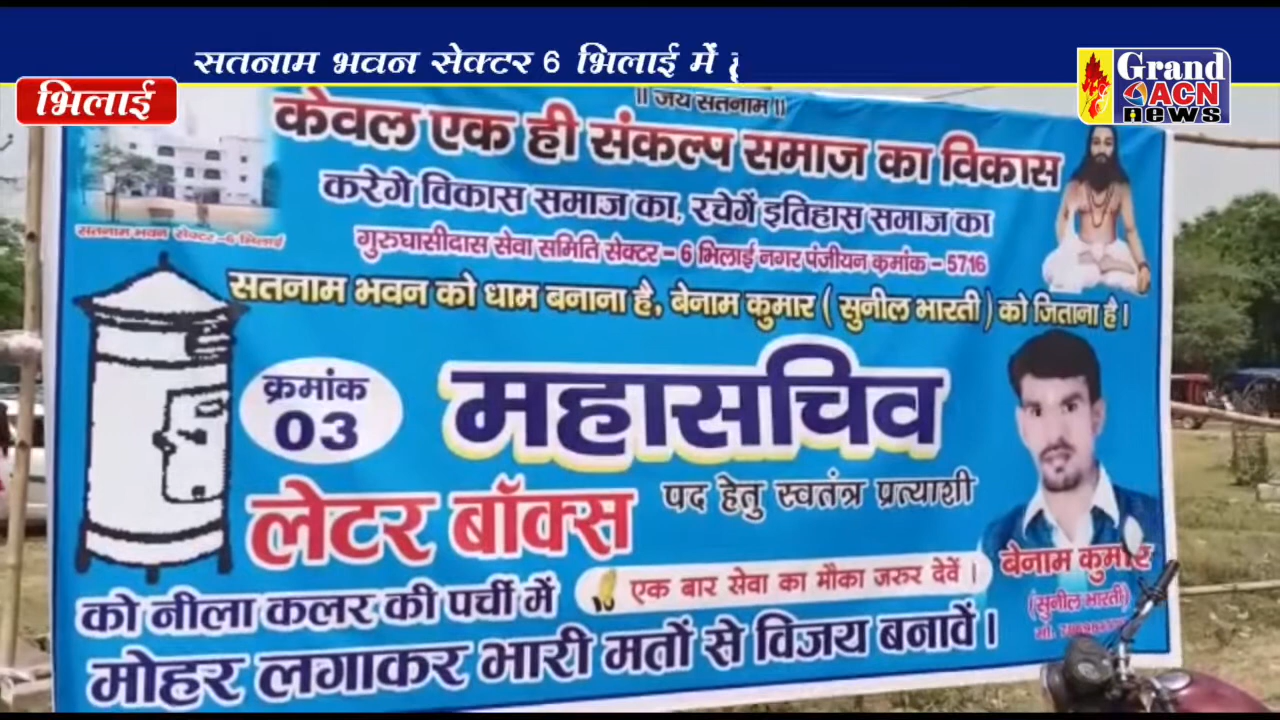 सतनाम भवन सेक्टर 6 भिलाई में
भिलाई
Grand
ACN
news
॥ जय सतनाम ॥
केवल एक ही संकल्प समाज का विकास
करेगे विकास समाज का, रचेगें इतिहास समाज का
सतनाम भवन सेक्टर -6 भिलाई
गुरुघासीदास सेवा समिति सेक्टर - 6 भिलाई नगर पंजीयन क्रमांक - 5716
सतनाम भवन को धाम बनाना है, बेनाम कुमार ( सुनील भारती ) को जिताना है।
क्रमांक
03
महासचिव
लेटर बॉक्स
पद हेतु स्वतंत्र प्रत्याशी
बेनाम कुमार
(सुनील भारती)
मो.
एक बार सेवा का मौका जरुर देवें ।
को नीला कलर की पर्ची में
मोहर लगाकर भारी मतों से विजय बनावें ।